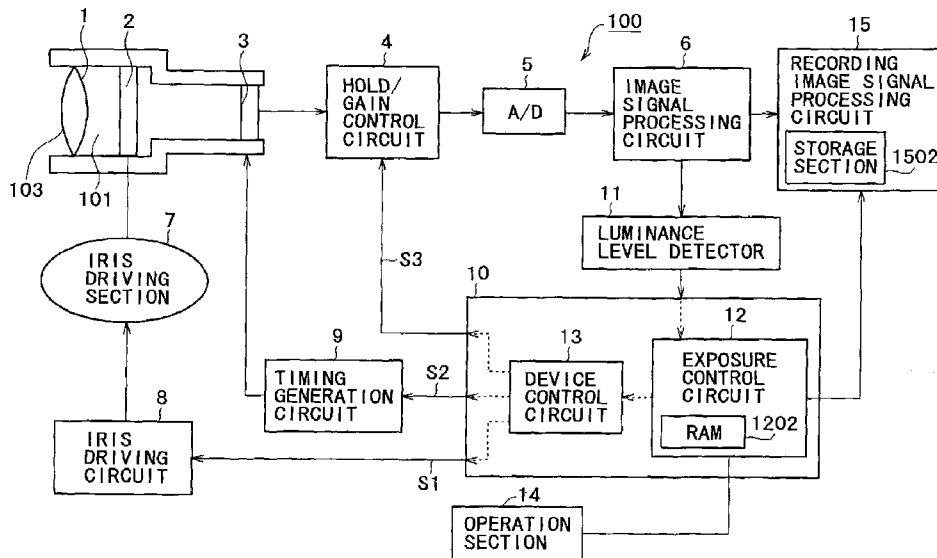 100
1
2
3
4
5
6
15
HOLD/
GAIN
CONTROL
CIRCUIT
A/D
IMAGE
SIGNAL
PROCESSING
CIRCUIT
RECORDING
IMAGE SIGNAL
PROCESSING
CIRCUIT
STORAGE
SECTION
1502
103
101
7
IRIS
DRIVING
SECTION
S3
11
LUMINANCE
LEVEL DETECTOR
10
8
IRIS
DRIVING
CIRCUIT
9
TIMING
GENERATION
CIRCUIT
S2
S1
13
DEVICE
CONTROL
CIRCUIT
12
EXPOSURE
CONTROL
CIRCUIT
RAM
1202
14
OPERATION
SECTION